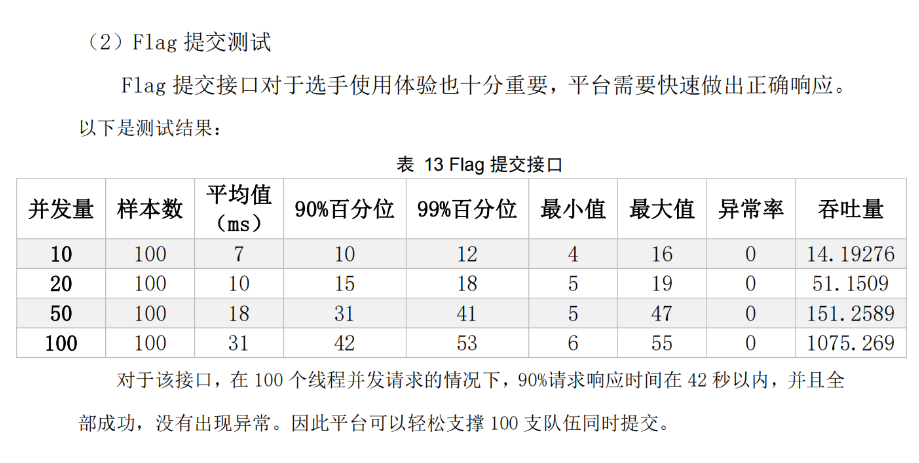 （2）Flag 提交测试
Flag 提交接口对于选手使用体验也十分重要，平台需要快速做出正确响应。
以下是测试结果：
表 13 Flag 提交接口
并发量 样本数 平均值（ms） 90%百分位 99%百分位 最小值 最大值 异常率 吞吐量
10 100 7 10 12 4 16 0 14.19276
20 100 10 15 18 5 19 0 51.1509
50 100 18 31 41 5 47 0 151.2589
100 100 31 42 53 6 55 0 1075.269
对于该接口，在 100 个线程并发请求的情况下，90%请求响应时间在 42 秒以内，并且全
部成功，没有出现异常。因此平台可以轻松支撑 100 支队伍同时提交。